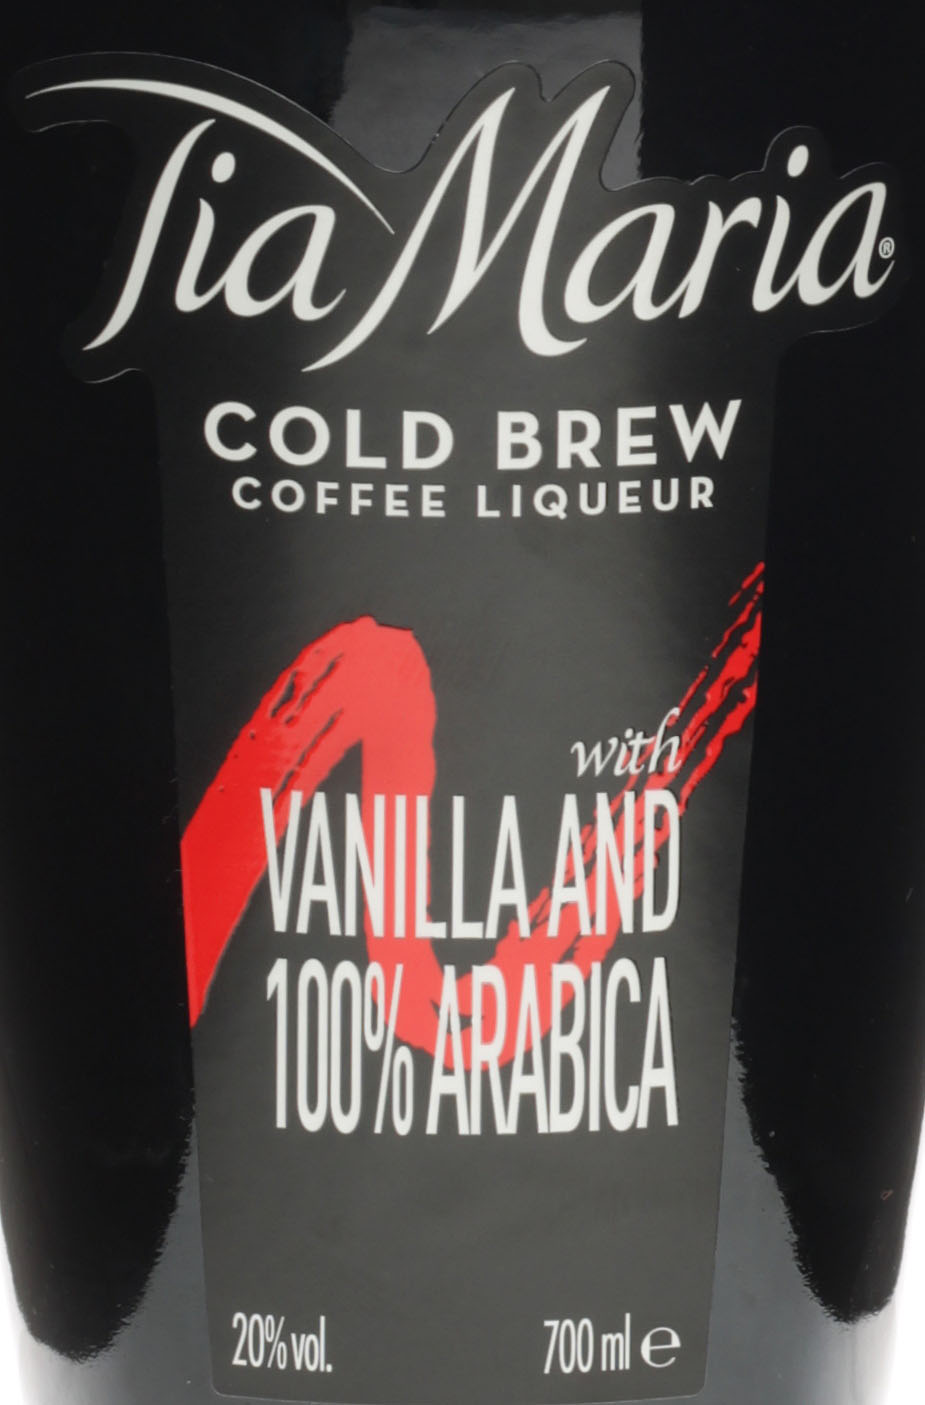 Tia Maria®
COLD BREW
COFFEE LIQUEUR
with
VANILLA AND
100% ARABICA
20% vol. 700 ml ℮